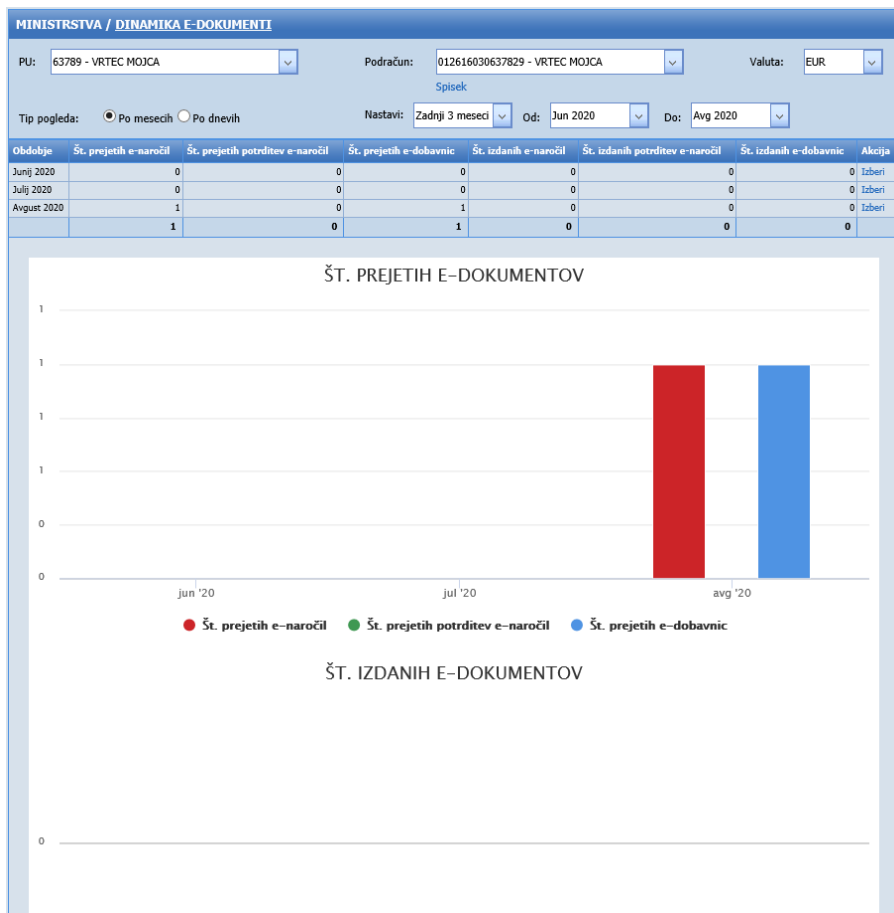 MINISTRSTVA / DINAMIKA E-DOKUMENTI
PU: 63789 - VRTEC MOJCA Podračun: 012616030637829 - VRTEC MOJCA Valuta: EUR
Spisek
Tip pogleda: Po mesecih Po dnevih Nastavi: Zadnji 3 meseci Od: Jun 2020 Do: Avg 2020
Obdobje Št. prejetih e-naročil Št. prejetih potrditev e-naročil Št. prejetih e-dobavnic Št. izdanih e-naročil Št. izdanih potrditev e-naročil Št. izdanih e-dobavnic Akcija
Junij 2020 0 0 0 0 0 0 Izberi
Julij 2020 0 0 0 0 0 0 Izberi
Avgust 2020 1 0 1 0 0 0 Izberi
1 0 1 0 0 0
ŠT. PREJETIH E-DOKUMENTOV
1
1
1
1
0
0
jun '20 jul '20 avg '20
Št. prejetih e-naročil Št. prejetih potrditev e-naročil Št. prejetih e-dobavnic
ŠT. IZDANIH E-DOKUMENTOV
0